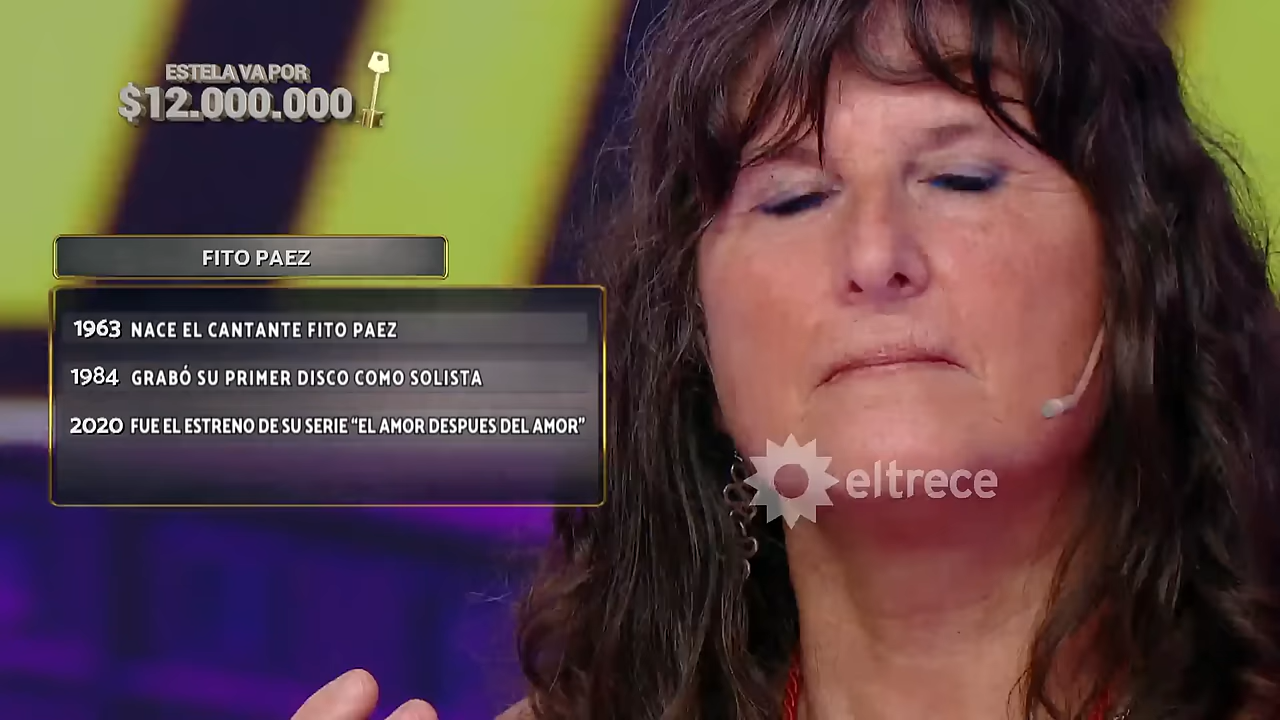 ESTELA VA POR
$12.000.000
FITO PAEZ
1963 NACE EL CANTANTE FITO PAEZ
1984 GRABÓ SU PRIMER DISCO COMO SOLISTA
2020 FUE EL ESTRENO DE SU SERIE "EL AMOR DESPUES DEL AMOR"
eltrece